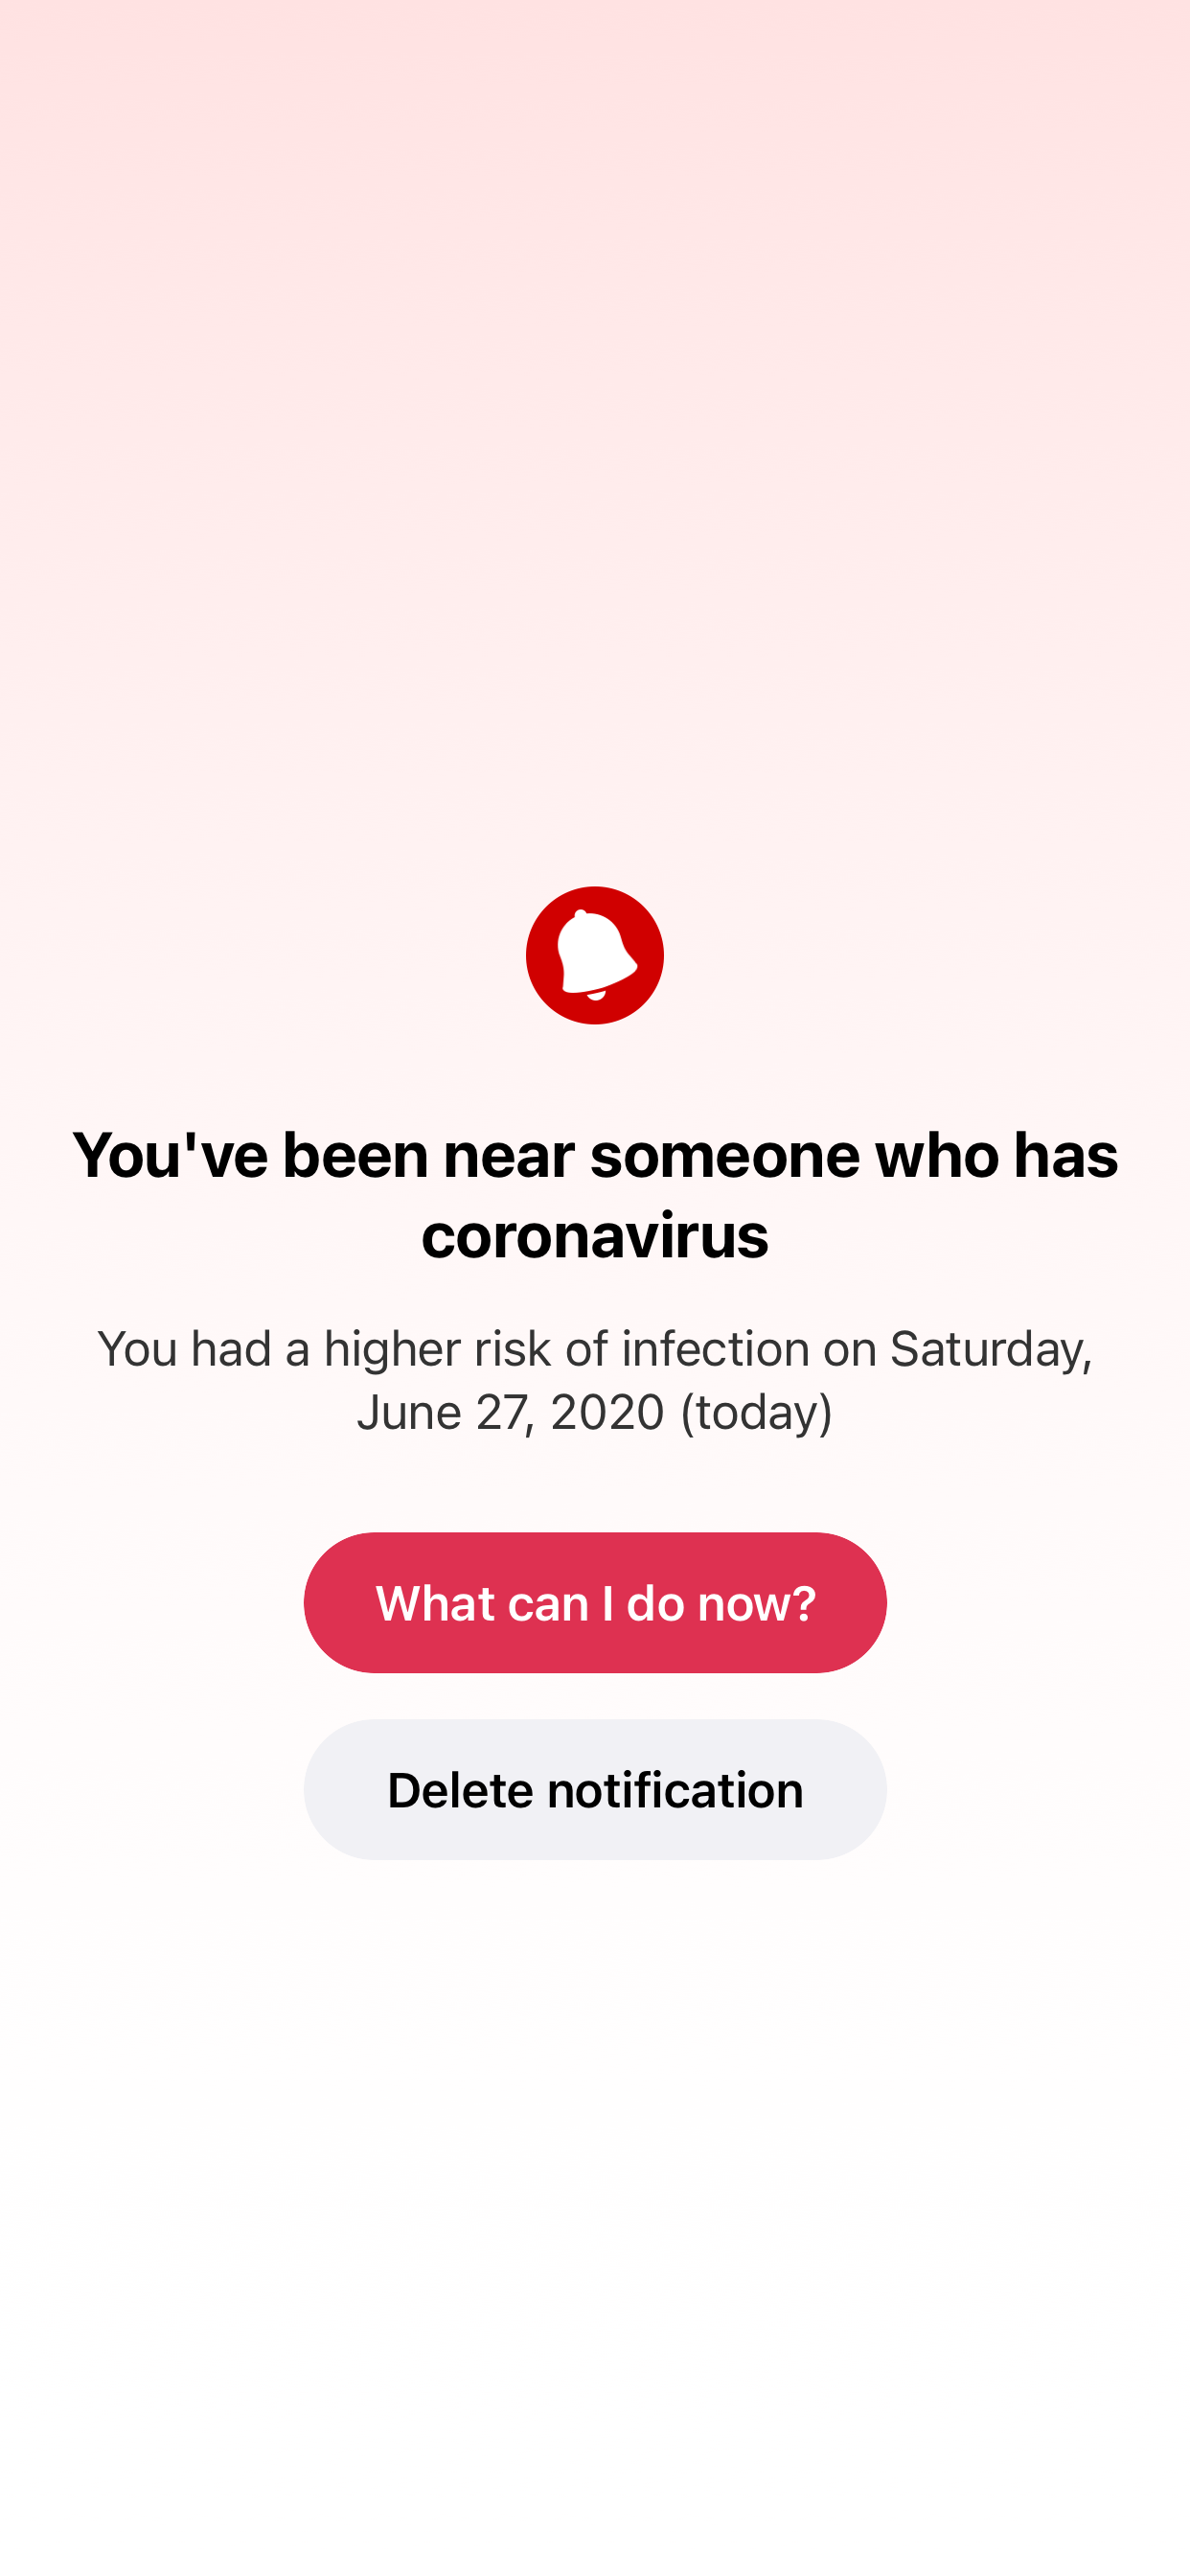 You've been near someone who has
coronavirus
You had a higher risk of infection on Saturday,
June 27, 2020 (today)
What can I do now?
Delete notification